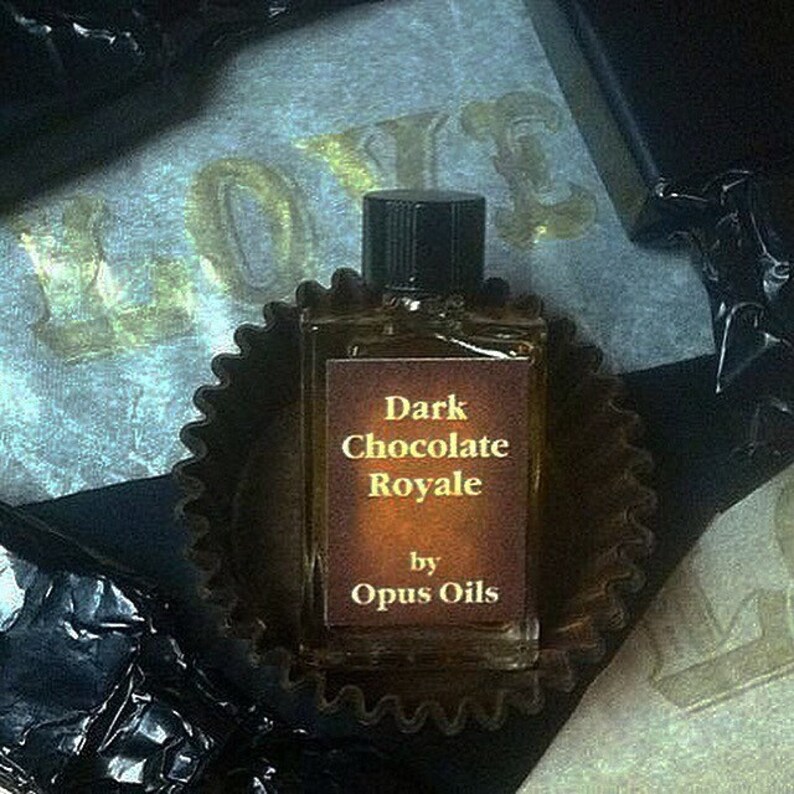 LOVE
Dark
Chocolate
Royale
by
Opus Oils